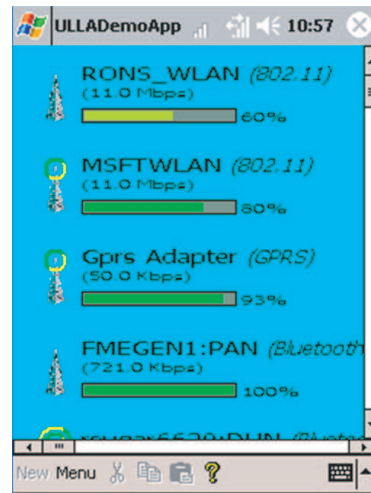 ULLADemoApp 10:57
RONS_WLAN (802.11)
(11.0 Mbps)
60%
MSFTWLAN (802.11)
(11.0 Mbps)
80%
Gprs Adapter (GPRS)
(50.0 Kbps)
93%
FMEGEN1:PAN (Bluetooth
(721.0 Kbps)
100%
New Menu